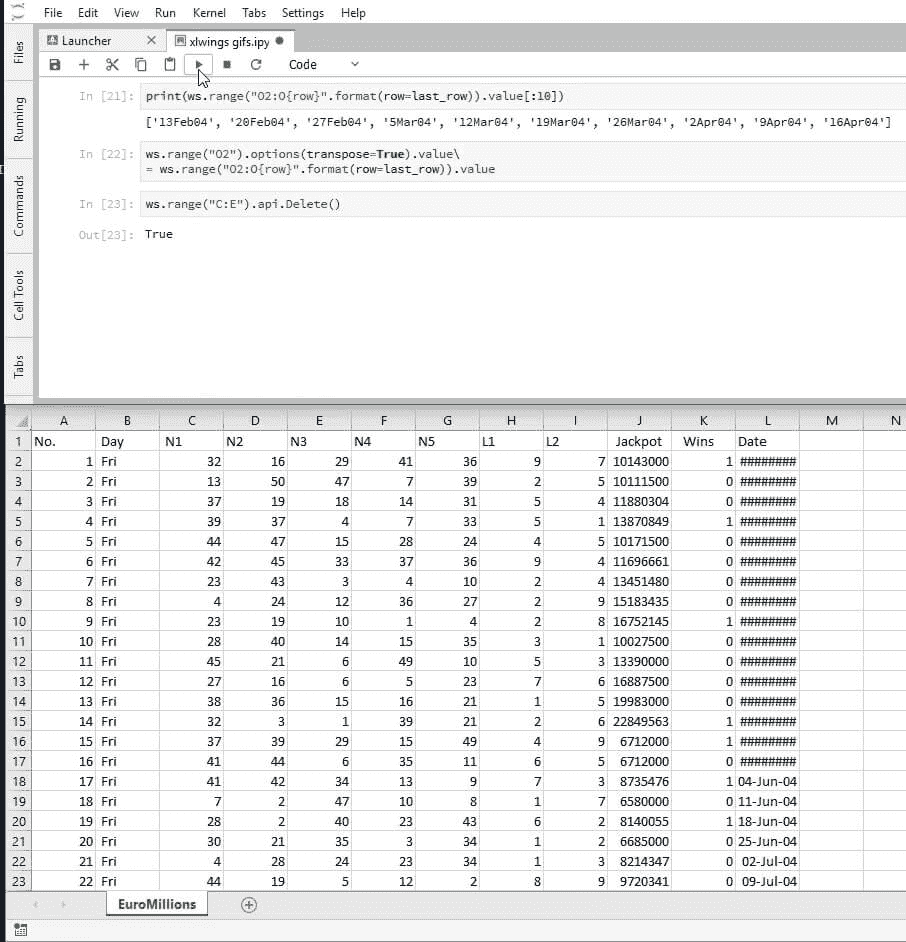 File Edit View Run Kernel Tabs Settings Help
Launcher × xlwings gifs.ipy
Code
Files
Running
Commands
Cell Tools
Tabs
In [21]: print(ws.range("O2:O{row}".format(row=last_row)).value[:10])
['13Feb04', '20Feb04', '27Feb04', '5Mar04', '12Mar04', '19Mar04', '26Mar04', '2Apr04', '9Apr04', '16Apr04']
In [22]: ws.range("O2").options(transpose=True).value\
= ws.range("O2:O{row}".format(row=last_row)).value
In [23]: ws.range("C:E").api.Delete()
Out[23]: True
A B C D E F G H I J K L M N
1 No. Day N1 N2 N3 N4 N5 L1 L2 Jackpot Wins Date
2 1 Fri 32 16 29 41 36 9 7 10143000 1 ########
3 2 Fri 13 50 47 7 39 2 5 10111500 0 ########
4 3 Fri 37 19 18 14 31 5 4 11880304 0 ########
5 4 Fri 39 37 4 7 33 5 1 13870849 1 ########
6 5 Fri 44 47 15 28 24 4 5 10171500 0 ########
7 6 Fri 42 45 33 37 36 9 4 11696661 0 ########
8 7 Fri 23 43 3 4 10 2 4 13451480 0 ########
9 8 Fri 4 24 12 36 27 2 9 15183435 0 ########
10 9 Fri 23 19 10 1 4 2 8 16752145 1 ########
11 10 Fri 28 40 14 15 35 3 1 10027500 0 ########
12 11 Fri 45 21 6 49 10 5 3 13390000 0 ########
13 12 Fri 27 16 6 5 23 7 6 16887500 0 ########
14 13 Fri 38 36 15 16 21 1 5 19983000 0 ########
15 14 Fri 32 3 1 39 21 2 6 22849563 1 ########
16 15 Fri 37 39 29 15 49 4 9 6712000 1 ########
17 16 Fri 41 44 6 35 11 6 5 6712000 0 ########
18 17 Fri 41 42 34 13 9 7 3 8735476 1 04-Jun-04
19 18 Fri 7 2 47 10 8 1 7 6580000 0 11-Jun-04
20 19 Fri 28 2 40 23 43 6 2 8140055 1 18-Jun-04
21 20 Fri 30 21 35 3 34 1 2 6685000 0 25-Jun-04
22 21 Fri 4 28 24 23 34 1 3 8214347 0 02-Jul-04
23 22 Fri 44 19 5 12 2 8 9 9720341 0 09-Jul-04
EuroMillions